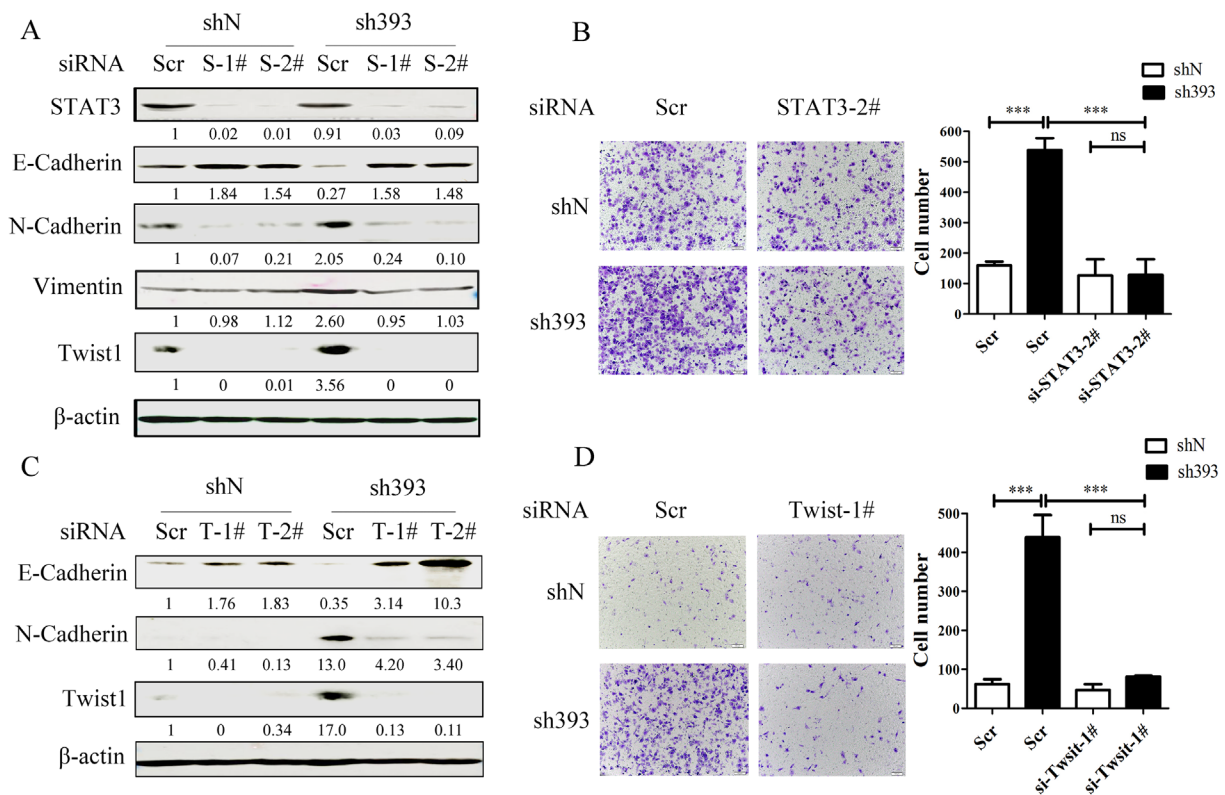 A
shN sh393
siRNA Scr S-1# S-2# Scr S-1# S-2#
STAT3
1 0.02 0.01 0.91 0.03 0.09
E-Cadherin
1 1.84 1.54 0.27 1.58 1.48
N-Cadherin
1 0.07 0.21 2.05 0.24 0.10
Vimentin
1 0.98 1.12 2.60 0.95 1.03
Twist1
1 0 0.01 3.56 0 0
β-actin
B
siRNA Scr STAT3-2#
shN
sh393
shN
sh393
*** ***
ns
Cell number
600
500
400
300
200
100
0
Scr
Scr
si-STAT3-2#
si-STAT3-2#
C
shN sh393
siRNA Scr T-1# T-2# Scr T-1# T-2#
E-Cadherin
1 1.76 1.83 0.35 3.14 10.3
N-Cadherin
1 0.41 0.13 13.0 4.20 3.40
Twist1
1 0 0.34 17.0 0.13 0.11
β-actin
D
siRNA Scr Twist-1#
shN
sh393
shN
sh393
*** ***
ns
Cell number
500
400
300
200
100
0
Scr
Scr
si-Twsit-1#
si-Twsit-1#